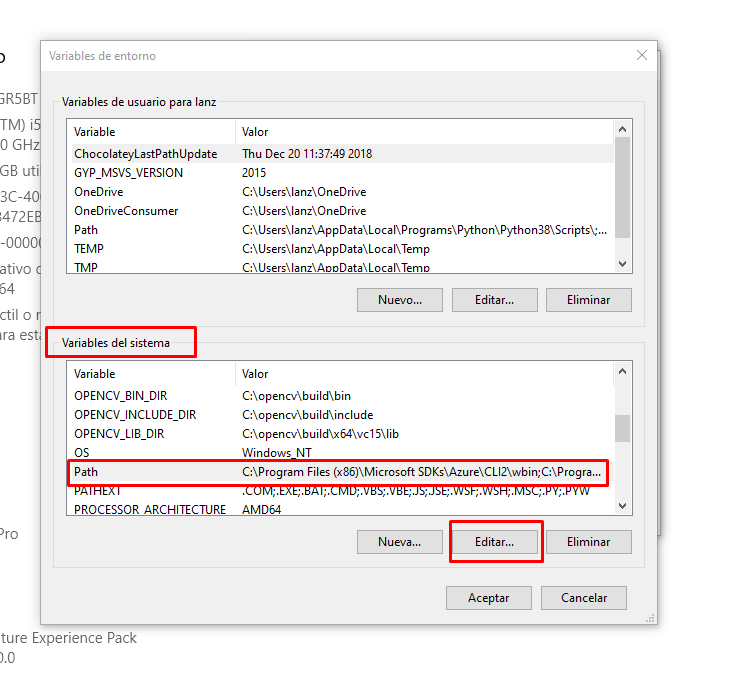 Variables de entorno
GR5BT
(TM) i5
0 GHz
GB uti
3C-40
8472EB
-00000
ativo
64
ctil o
ara est
Variables de usuario para lanz
Variable Valor
ChocolateyLastPathUpdate Thu Dec 20 11:37:49 2018
GYP_MSVS_VERSION 2015
OneDrive C:\Users\lanz\OneDrive
OneDriveConsumer C:\Users\lanz\OneDrive
Path C:\Users\lanz\AppData\Local\Programs\Python\Python38\Scripts\;...
TEMP C:\Users\lanz\AppData\Local\Temp
TMP C:\Users\lanz\AppData\Local\Temp
Nuevo... Editar... Eliminar
Variables del sistema
Variable Valor
OPENCV_BIN_DIR C:\opencv\build\bin
OPENCV_INCLUDE_DIR C:\opencv\build\include
OPENCV_LIB_DIR C:\opencv\build\x64\vc15\lib
OS Windows_NT
Path C:\Program Files (x86)\Microsoft SDKs\Azure\CLI2\wbin;C:\Progra...
PATHEXT .COM;.EXE;.BAT;.CMD;.VBS;.VBE;.JS;.JSE;.WSF;.WSH;.MSC;.PY;.PYW
PROCESSOR_ARCHITECTURE AMD64
Nueva... Editar... Eliminar
Aceptar Cancelar
Pro
ture Experience Pack
0.0